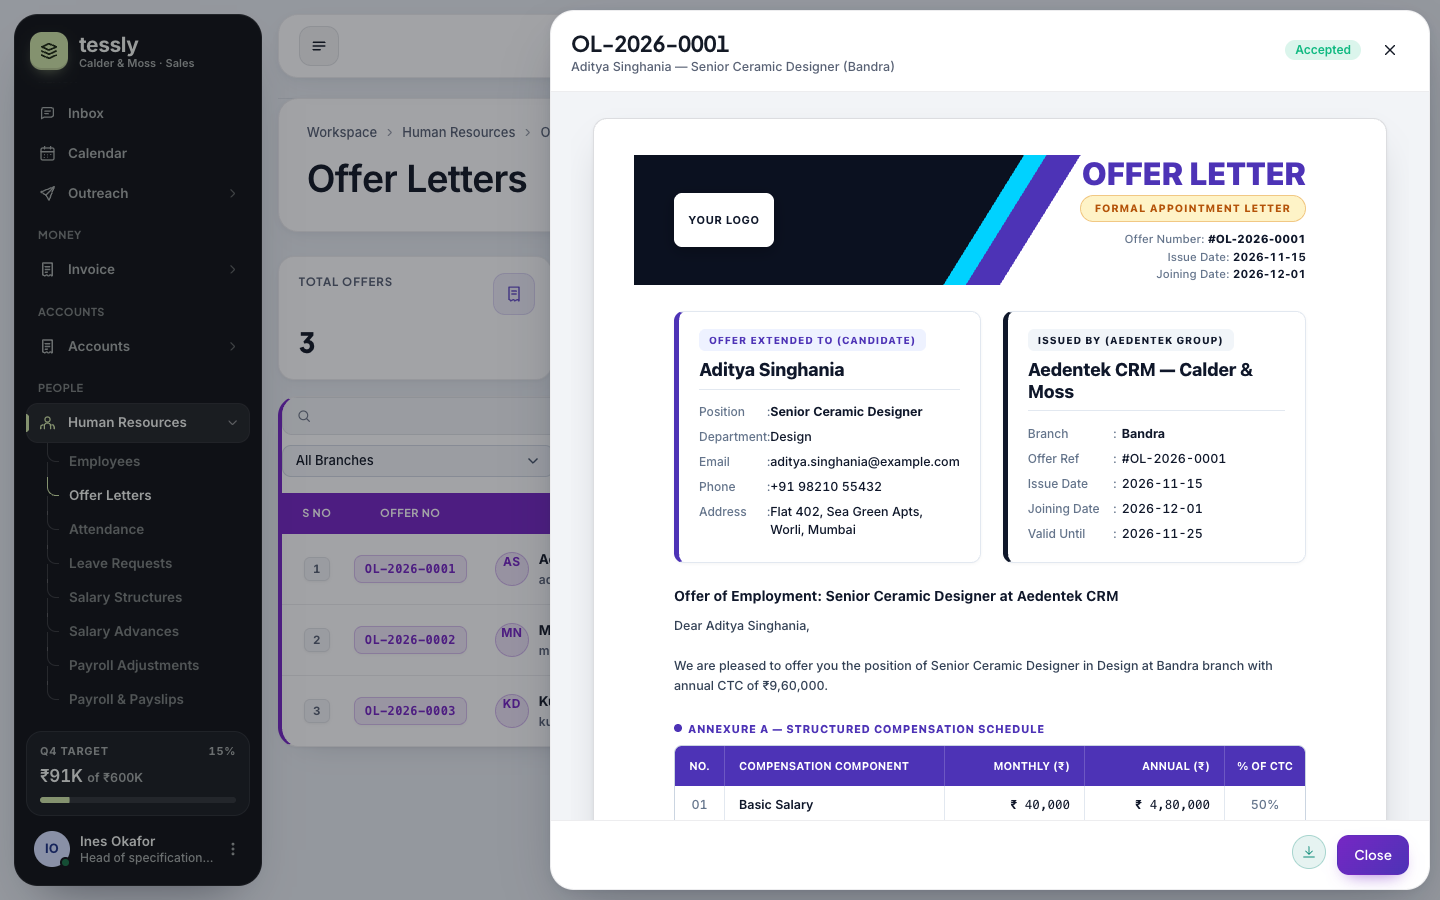 tessly
Calder & Moss · Sales
Inbox
Calendar
Outreach
MONEY
Invoice
ACCOUNTS
Accounts
PEOPLE
Human Resources
Employees
Offer Letters
Attendance
Leave Requests
Salary Structures
Salary Advances
Payroll Adjustments
Payroll & Payslips
Q4 TARGET 15%
₹91K of ₹600K
IO
Ines Okafor
Head of specification...
Workspace > Human Resources > O
Offer Letters
TOTAL OFFERS
3
All Branches
S NO OFFER NO
1 OL-2026-0001 AS
2 OL-2026-0002 MN
3 OL-2026-0003 KD
OL-2026-0001
Aditya Singhania — Senior Ceramic Designer (Bandra)
Accepted
YOUR LOGO
OFFER LETTER
FORMAL APPOINTMENT LETTER
Offer Number: #OL-2026-0001
Issue Date: 2026-11-15
Joining Date: 2026-12-01
OFFER EXTENDED TO (CANDIDATE)
Aditya Singhania
Position :Senior Ceramic Designer
Department:Design
Email :aditya.singhania@example.com
Phone :+91 98210 55432
Address :Flat 402, Sea Green Apts,
Worli, Mumbai
ISSUED BY (AEDENTEK GROUP)
Aedentek CRM — Calder &
Moss
Branch : Bandra
Offer Ref : #OL-2026-0001
Issue Date : 2026-11-15
Joining Date : 2026-12-01
Valid Until : 2026-11-25
Offer of Employment: Senior Ceramic Designer at Aedentek CRM
Dear Aditya Singhania,
We are pleased to offer you the position of Senior Ceramic Designer in Design at Bandra branch with
annual CTC of ₹9,60,000.
ANNEXURE A — STRUCTURED COMPENSATION SCHEDULE
NO. COMPENSATION COMPONENT MONTHLY (₹) ANNUAL (₹) % OF CTC
01 Basic Salary ₹ 40,000 ₹ 4,80,000 50%
Close